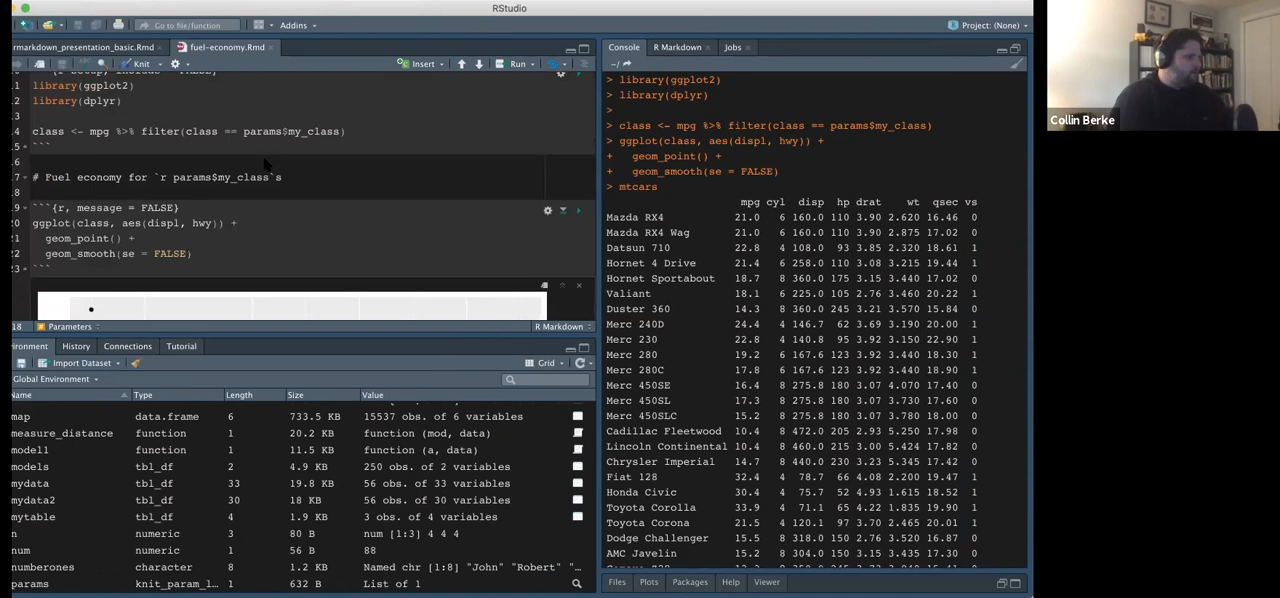 RStudio
Go to file/function
Addins
Project: (None)
rmarkdown_presentation_basic.Rmd
fuel-economy.Rmd
Knit
Insert
Run
11 library(ggplot2)
12 library(dplyr)
13
14 class <- mpg %>% filter(class == params$my_class)
15 ```
16
17 # Fuel economy for `r params$my_class`s
18
19 ```{r, message = FALSE}
20 ggplot(class, aes(displ, hwy)) +
21 geom_point() +
22 geom_smooth(se = FALSE)
23 ```
18 Parameters
R Markdown
Environment History Connections Tutorial
Import Dataset
Grid
Global Environment
Name Type Length Size Value
map data.frame 6 733.5 KB 15537 obs. of 6 variables
measure_distance function 1 20.2 KB function (mod, data)
model1 function 1 11.5 KB function (a, data)
models tbl_df 2 4.9 KB 250 obs. of 2 variables
mydata tbl_df 33 19.8 KB 56 obs. of 33 variables
mydata2 tbl_df 30 18 KB 56 obs. of 30 variables
mytable tbl_df 4 1.9 KB 3 obs. of 4 variables
n numeric 3 80 B num [1:3] 4 4 4
num numeric 1 56 B 88
numberones character 8 1.2 KB Named chr [1:8] "John" "Robert" "...
params knit_param_l... 1 632 B List of 1
Console R Markdown Jobs
~/
> library(ggplot2)
> library(dplyr)
>
> class <- mpg %>% filter(class == params$my_class)
> ggplot(class, aes(displ, hwy)) +
+ geom_point() +
+ geom_smooth(se = FALSE)
> mtcars
mpg cyl disp hp drat wt qsec vs
Mazda RX4 21.0 6 160.0 110 3.90 2.620 16.46 0
Mazda RX4 Wag 21.0 6 160.0 110 3.90 2.875 17.02 0
Datsun 710 22.8 4 108.0 93 3.85 2.320 18.61 1
Hornet 4 Drive 21.4 6 258.0 110 3.08 3.215 19.44 1
Hornet Sportabout 18.7 8 360.0 175 3.15 3.440 17.02 0
Valiant 18.1 6 225.0 105 2.76 3.460 20.22 1
Duster 360 14.3 8 360.0 245 3.21 3.570 15.84 0
Merc 240D 24.4 4 146.7 62 3.69 3.190 20.00 1
Merc 230 22.8 4 140.8 95 3.92 3.150 22.90 1
Merc 280 19.2 6 167.6 123 3.92 3.440 18.30 1
Merc 280C 17.8 6 167.6 123 3.92 3.440 18.90 1
Merc 450SE 16.4 8 275.8 180 3.07 4.070 17.40 0
Merc 450SL 17.3 8 275.8 180 3.07 3.730 17.60 0
Merc 450SLC 15.2 8 275.8 180 3.07 3.780 18.00 0
Cadillac Fleetwood 10.4 8 472.0 205 2.93 5.250 17.98 0
Lincoln Continental 10.4 8 460.0 215 3.00 5.424 17.82 0
Chrysler Imperial 14.7 8 440.0 230 3.23 5.345 17.42 0
Fiat 128 32.4 4 78.7 66 4.08 2.200 19.47 1
Honda Civic 30.4 4 75.7 52 4.93 1.615 18.52 1
Toyota Corolla 33.9 4 71.1 65 4.22 1.835 19.90 1
Toyota Corona 21.5 4 120.1 97 3.70 2.465 20.01 1
Dodge Challenger 15.5 8 318.0 150 2.76 3.520 16.87 0
AMC Javelin 15.2 8 304.0 150 3.15 3.435 17.30 0
Files Plots Packages Help Viewer
Collin Berke